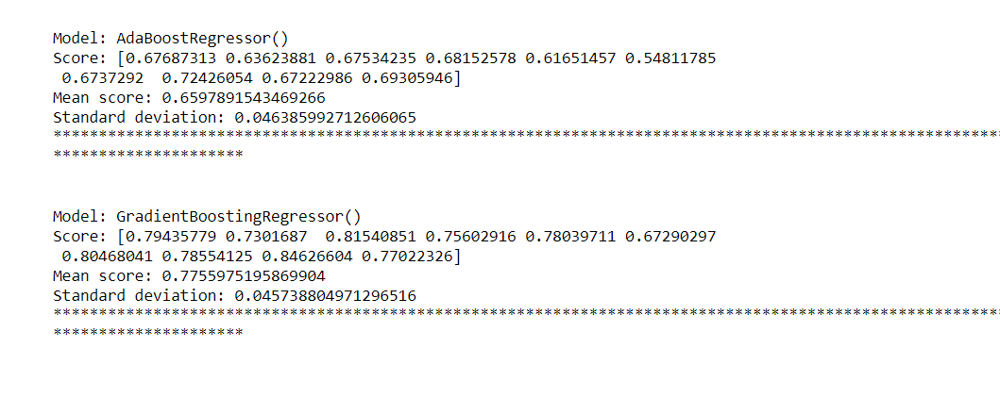 Model: AdaBoostRegressor()
Score: [0.67687313 0.63623881 0.67534235 0.68152578 0.61651457 0.54811785
 0.6737292  0.72426054 0.67222986 0.69305946]
Mean score: 0.6597891543469266
Standard deviation: 0.046385992712606065
********************************************************************************************************
*********************
Model: GradientBoostingRegressor()
Score: [0.79435779 0.7301687  0.81540851 0.75602916 0.78039711 0.67290297
 0.80468041 0.78554125 0.84626604 0.77022326]
Mean score: 0.7755975195869904
Standard deviation: 0.045738804971296516
********************************************************************************************************
*********************